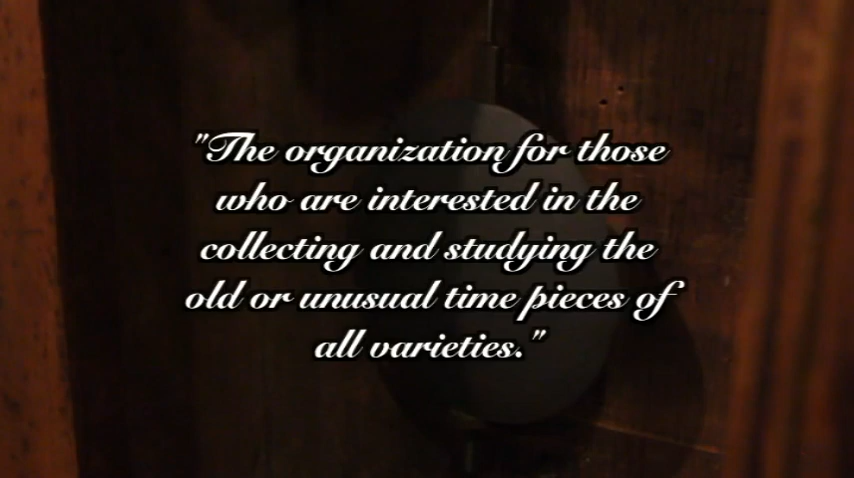 "The organization for those
who are interested in the
collecting and studying the
old or unusual time pieces of
all varieties."